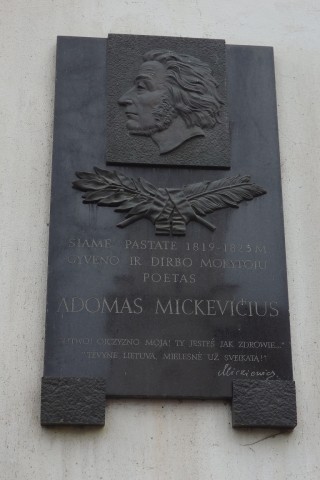 ŠIAME PASTATE 1819-1823 M.
GYVENO IR DIRBO MOKYTOJU
POETAS
ADOMAS MICKEVIČIUS
"LITWO! OJCZYZNO MOJA! TY JESTEŚ JAK ZDROWIE..."
"TĖVYNE LIETUVA, MIELESNĖ UŽ SVEIKATĄ!"
Mickiewicz